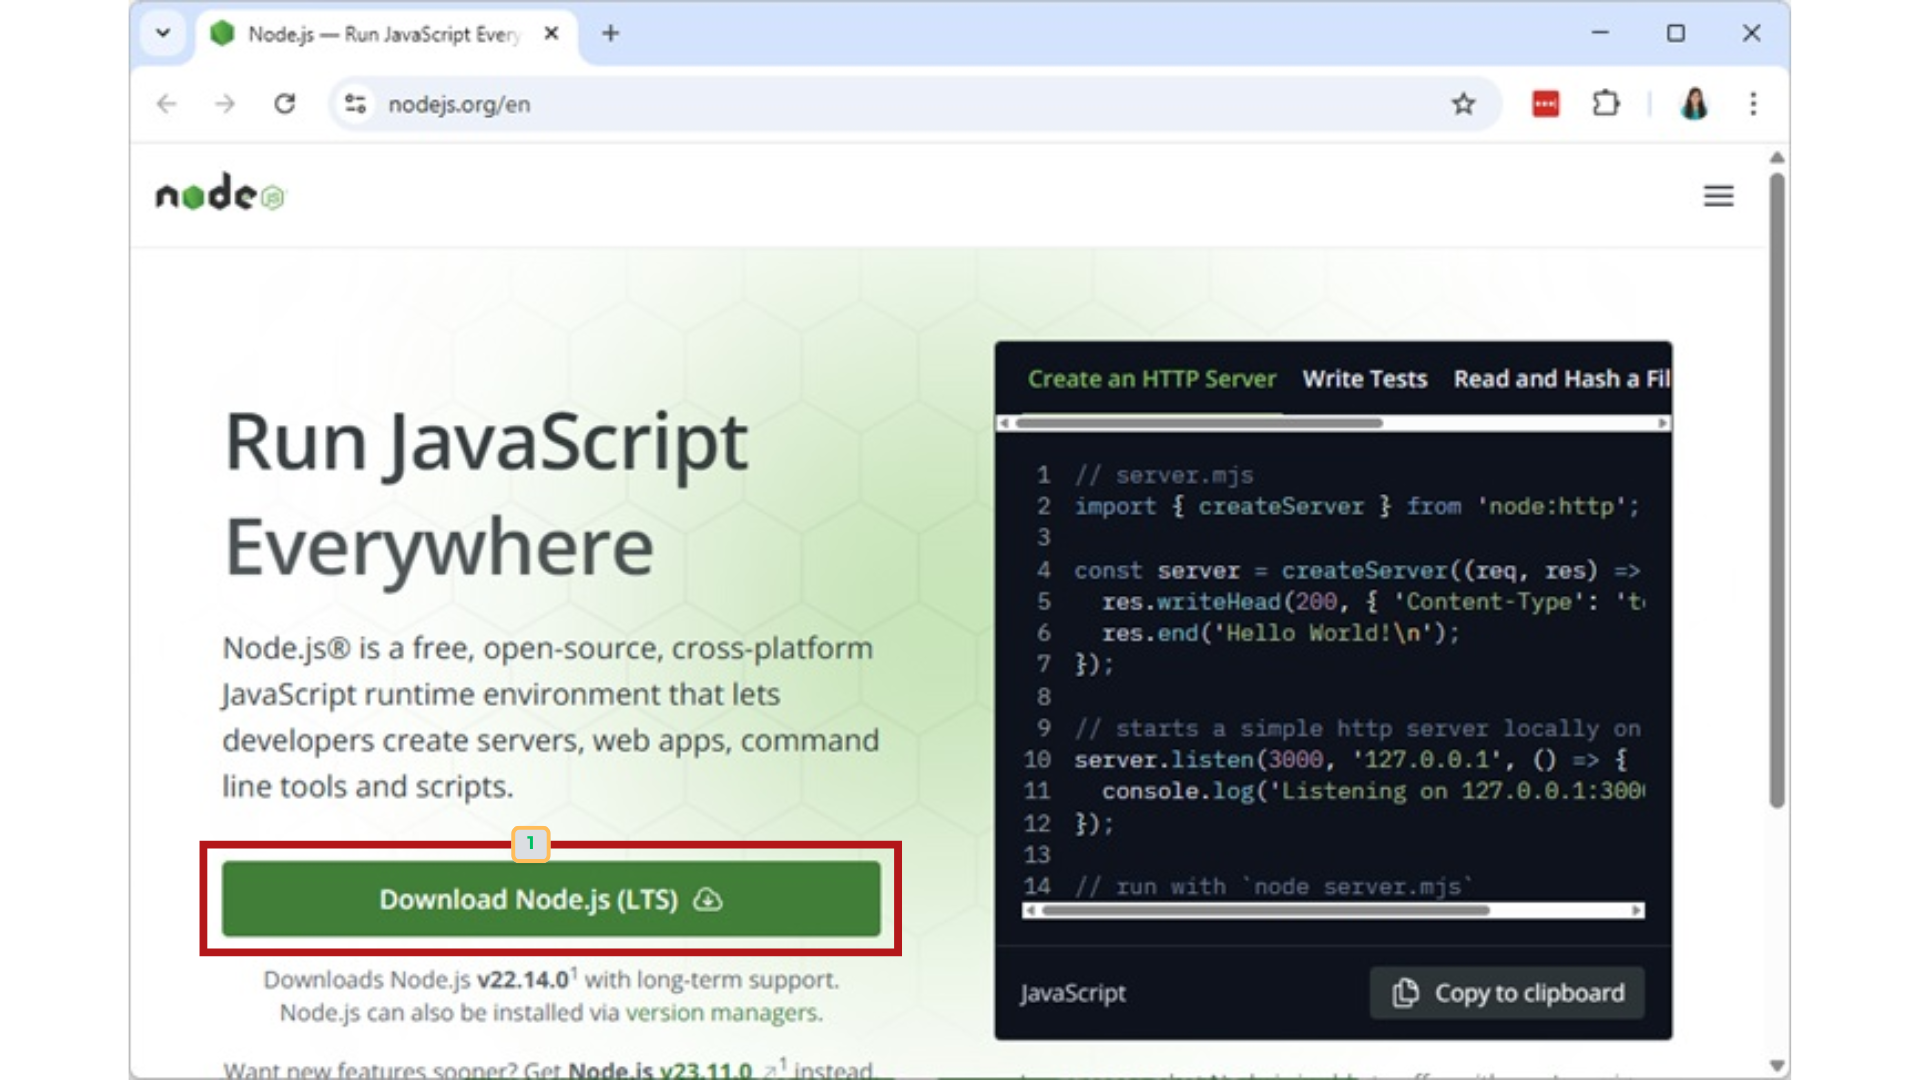 Node.js — Run JavaScript Every
nodejs.org/en
node
JS
Run JavaScript
Everywhere
Node.js® is a free, open-source, cross-platform
JavaScript runtime environment that lets
developers create servers, web apps, command
line tools and scripts.
1
Download Node.js (LTS)
Downloads Node.js v22.14.0¹ with long-term support.
Node.js can also be installed via version managers.
Want new features sooner? Get Node.js v23.11.0 ↗¹ instead.
Create an HTTP Server Write Tests Read and Hash a Fil
1 // server.mjs
2 import { createServer } from 'node:http';
3
4 const server = createServer((req, res) =>
5 res.writeHead(200, { 'Content-Type': 't
6 res.end('Hello World!\n');
7 });
8
9 // starts a simple http server locally on
10 server.listen(3000, '127.0.0.1', () => {
11 console.log('Listening on 127.0.0.1:300
12 });
13
14 // run with `node server.mjs`
JavaScript
Copy to clipboard